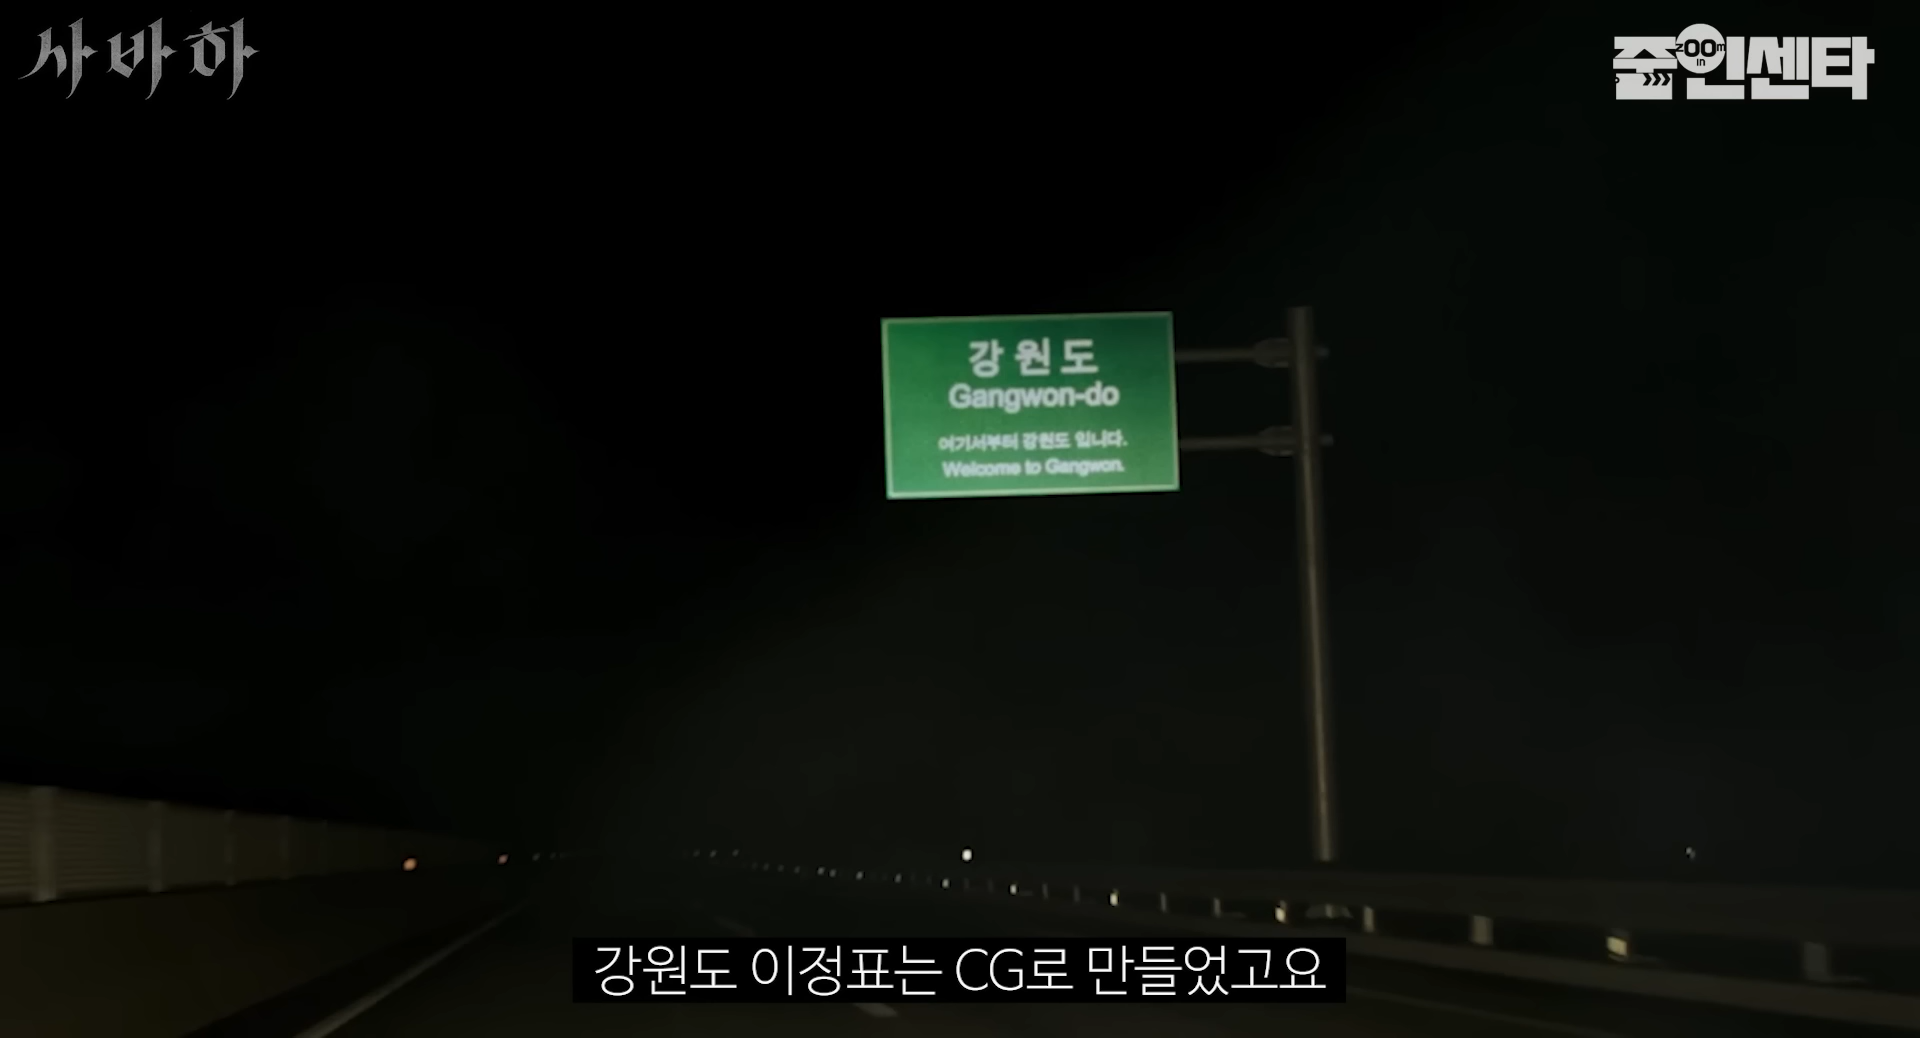 사바하
줌인센타
zoom
in
강원도
Gangwon-do
여기서부터 강원도 입니다.
Welcome to Gangwon.
강원도 이정표는 CG로 만들었고요